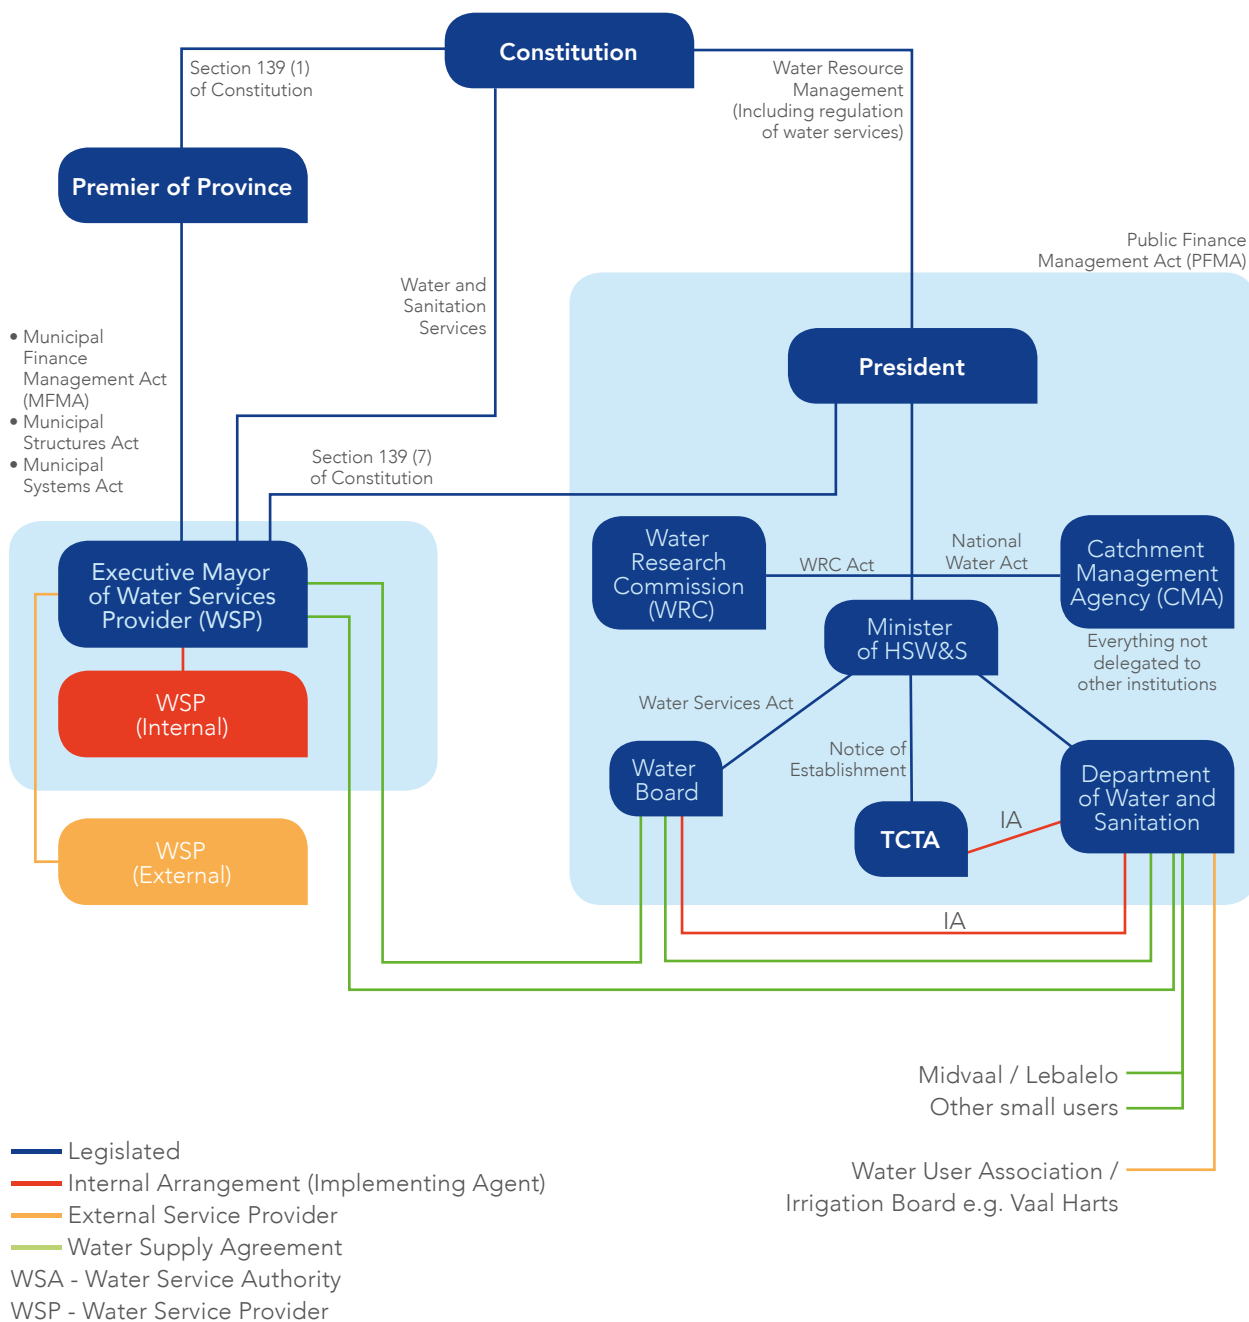 Constitution
Section 139 (1)
of Constitution
Water Resource
Management
(Including regulation
of water services)
Premier of Province
Public Finance
Management Act (PFMA)
Water and
Sanitation
Services
• Municipal
Finance
Management Act
(MFMA)
• Municipal
Structures Act
• Municipal
Systems Act
President
Section 139 (7)
of Constitution
Water
Research
Commission
(WRC)
WRC Act
National
Water Act
Catchment
Management
Agency (CMA)
Executive Mayor
of Water Services
Provider (WSP)
Minister
of HSW&S
Everything not
delegated to
other institutions
WSP
(Internal)
Water Services Act
Notice of
Establishment
Water
Board
Department
of Water and
Sanitation
TCTA
IA
WSP
(External)
IA
Midvaal / Lebalelo
Other small users
Water User Association /
Irrigation Board e.g. Vaal Harts
Legislated
Internal Arrangement (Implementing Agent)
External Service Provider
Water Supply Agreement
WSA - Water Service Authority
WSP - Water Service Provider